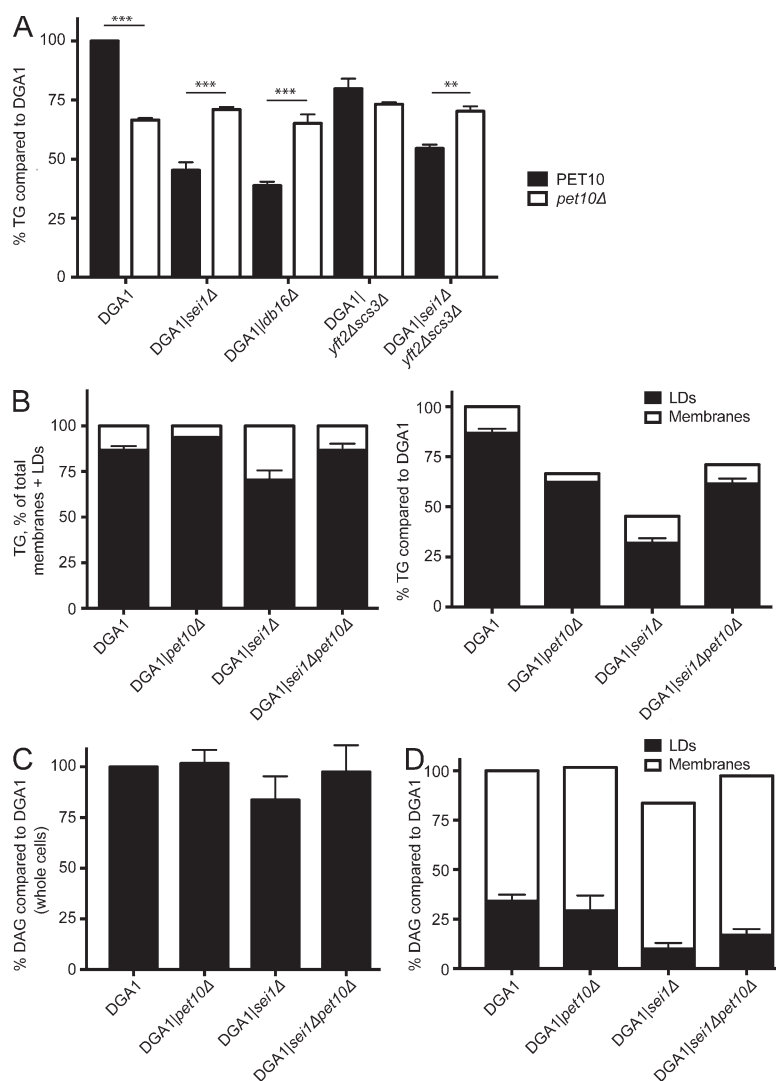 A
% TG compared to DGA1
100
75
50
25
0
***
***
***
**
DGA1
DGA1|sei1Δ
DGA1|ldb16Δ
DGA1|
yft2Δscs3Δ
DGA1|sei1Δ
yft2Δscs3Δ
PET10
pet10Δ
B
TG, % of total
membranes + LDs
100
75
50
25
0
DGA1
DGA1|pet10Δ
DGA1|sei1Δ
DGA1|sei1Δpet10Δ
% TG compared to DGA1
100
75
50
25
0
LDs
Membranes
DGA1
DGA1|pet10Δ
DGA1|sei1Δ
DGA1|sei1Δpet10Δ
C
% DAG compared to DGA1
(whole cells)
100
75
50
25
0
DGA1
DGA1|pet10Δ
DGA1|sei1Δ
DGA1|sei1Δpet10Δ
D
% DAG compared to DGA1
100
75
50
25
0
LDs
Membranes
DGA1
DGA1|pet10Δ
DGA1|sei1Δ
DGA1|sei1Δpet10Δ